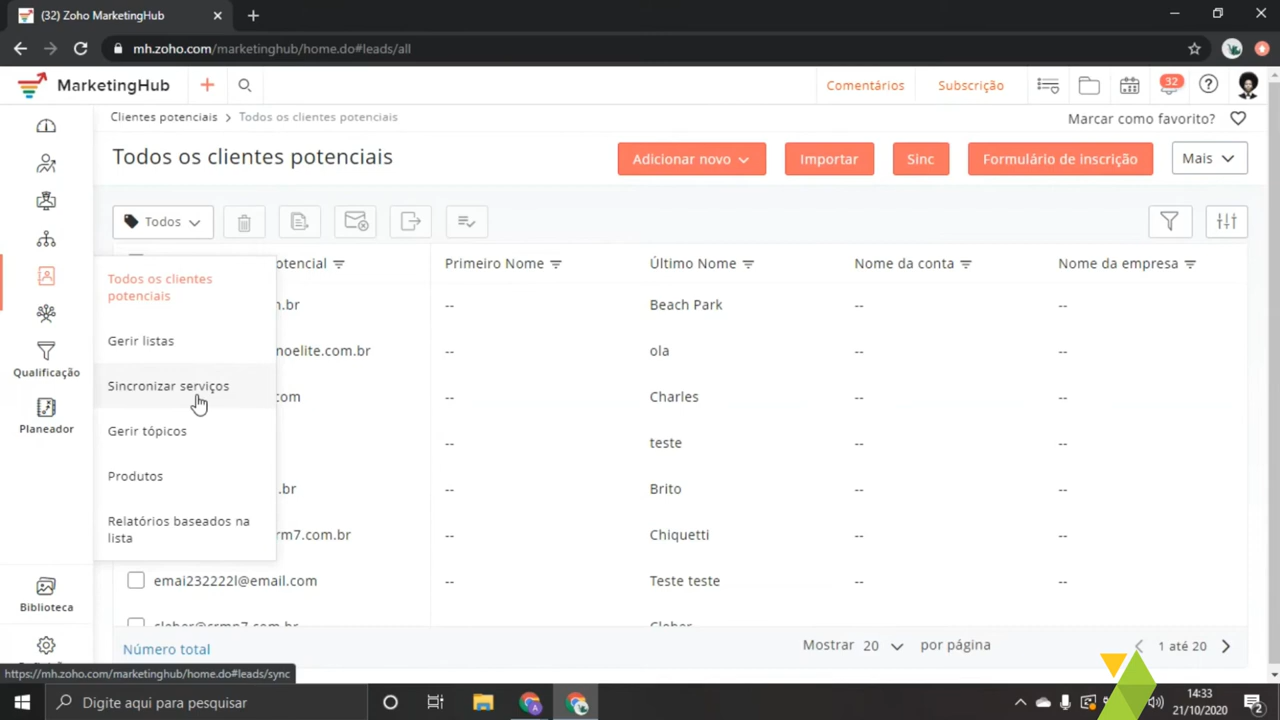 (32) Zoho MarketingHub
mh.zoho.com/marketinghub/home.do#leads/all
MarketingHub
Comentários
Subscrição
32
Clientes potenciais > Todos os clientes potenciais
Marcar como favorito?
Todos os clientes potenciais
Adicionar novo
Importar
Sinc
Formulário de inscrição
Mais
Todos
otencial
Primeiro Nome
Último Nome
Nome da conta
Nome da empresa
Todos os clientes
potenciais
Gerir listas
Sincronizar serviços
Gerir tópicos
Produtos
Relatórios baseados na
lista
Qualificação
Planeador
Biblioteca
n.br -- Beach Park -- --
noelite.com.br -- ola -- --
com -- Charles -- --
-- teste -- --
.br -- Brito -- --
rm7.com.br -- Chiquetti -- --
emai232222l@email.com -- Teste teste -- --
Cleber
Número total
Mostrar 20 por página
1 até 20
https://mh.zoho.com/marketinghub/home.do#leads/sync
Digite aqui para pesquisar
14:33
21/10/2020
2